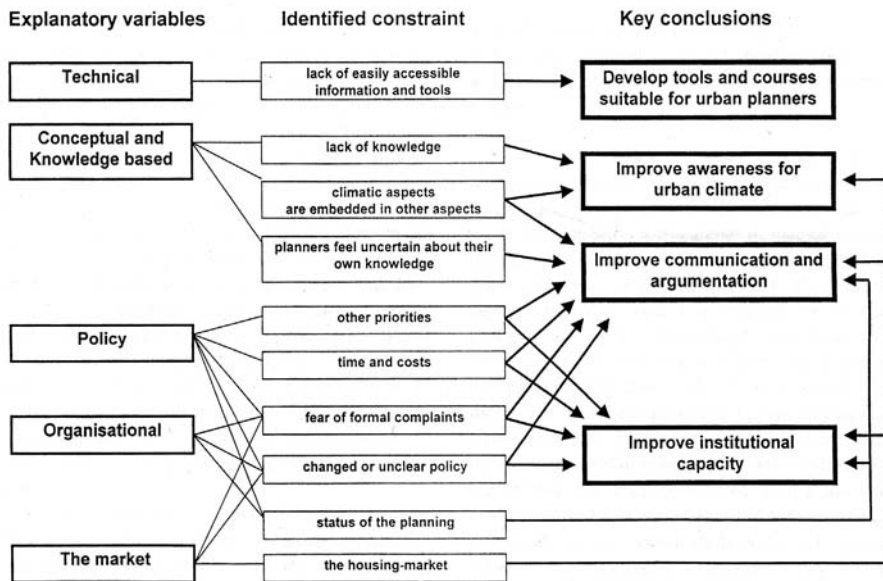 Explanatory variables
Identified constraint
Key conclusions
Technical
lack of easily accessible
information and tools
Develop tools and courses
suitable for urban planners
Conceptual and
Knowledge based
lack of knowledge
Improve awareness for
urban climate
climatic aspects
are embedded in other aspects
planners feel uncertain about their
own knowledge
Improve communication and
argumentation
Policy
other priorities
time and costs
Organisational
fear of formal complaints
Improve institutional
capacity
changed or unclear policy
status of the planning
The market
the housing-market